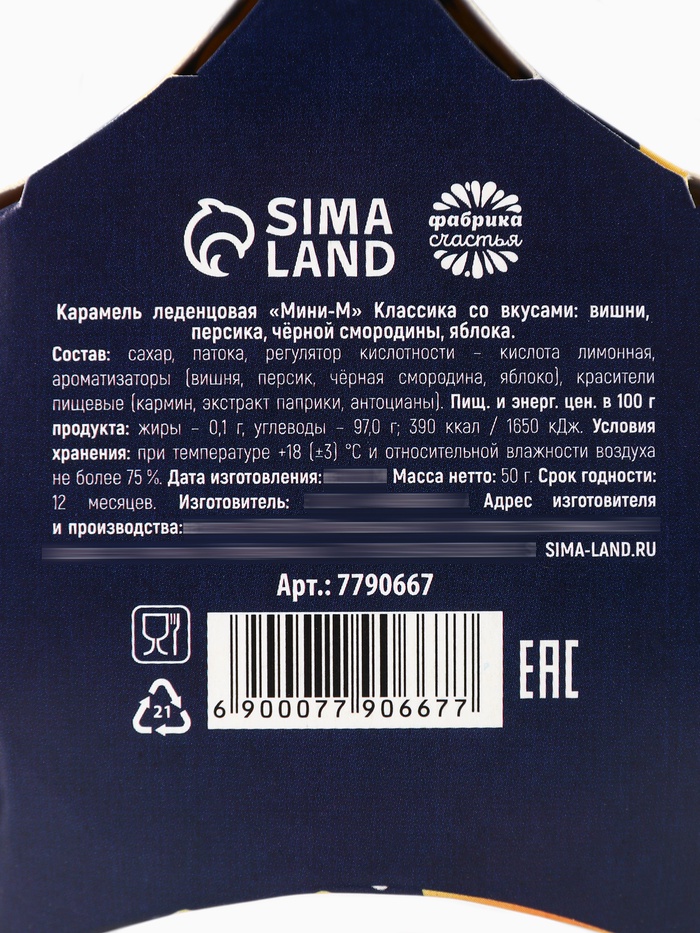 SIMA
LAND
фабрика
счастья
Карамель леденцовая «Мини-М» Классика со вкусами: вишни,
персика, чёрной смородины, яблока.
Состав: сахар, патока, регулятор кислотности – кислота лимонная,
ароматизаторы (вишня, персик, чёрная смородина, яблоко), красители
пищевые (кармин, экстракт паприки, антоцианы). Пищ. и энерг. цен. в 100 г
продукта: жиры – 0,1 г, углеводы – 97,0 г; 390 ккал / 1650 кДж. Условия
хранения: при температуре +18 (±3) °С и относительной влажности воздуха
не более 75 %. Дата изготовления: Масса нетто: 50 г. Срок годности:
12 месяцев. Изготовитель: Адрес изготовителя
и производства:
SIMA-LAND.RU
Арт.: 7790667
6 900077 906677
21
EAC